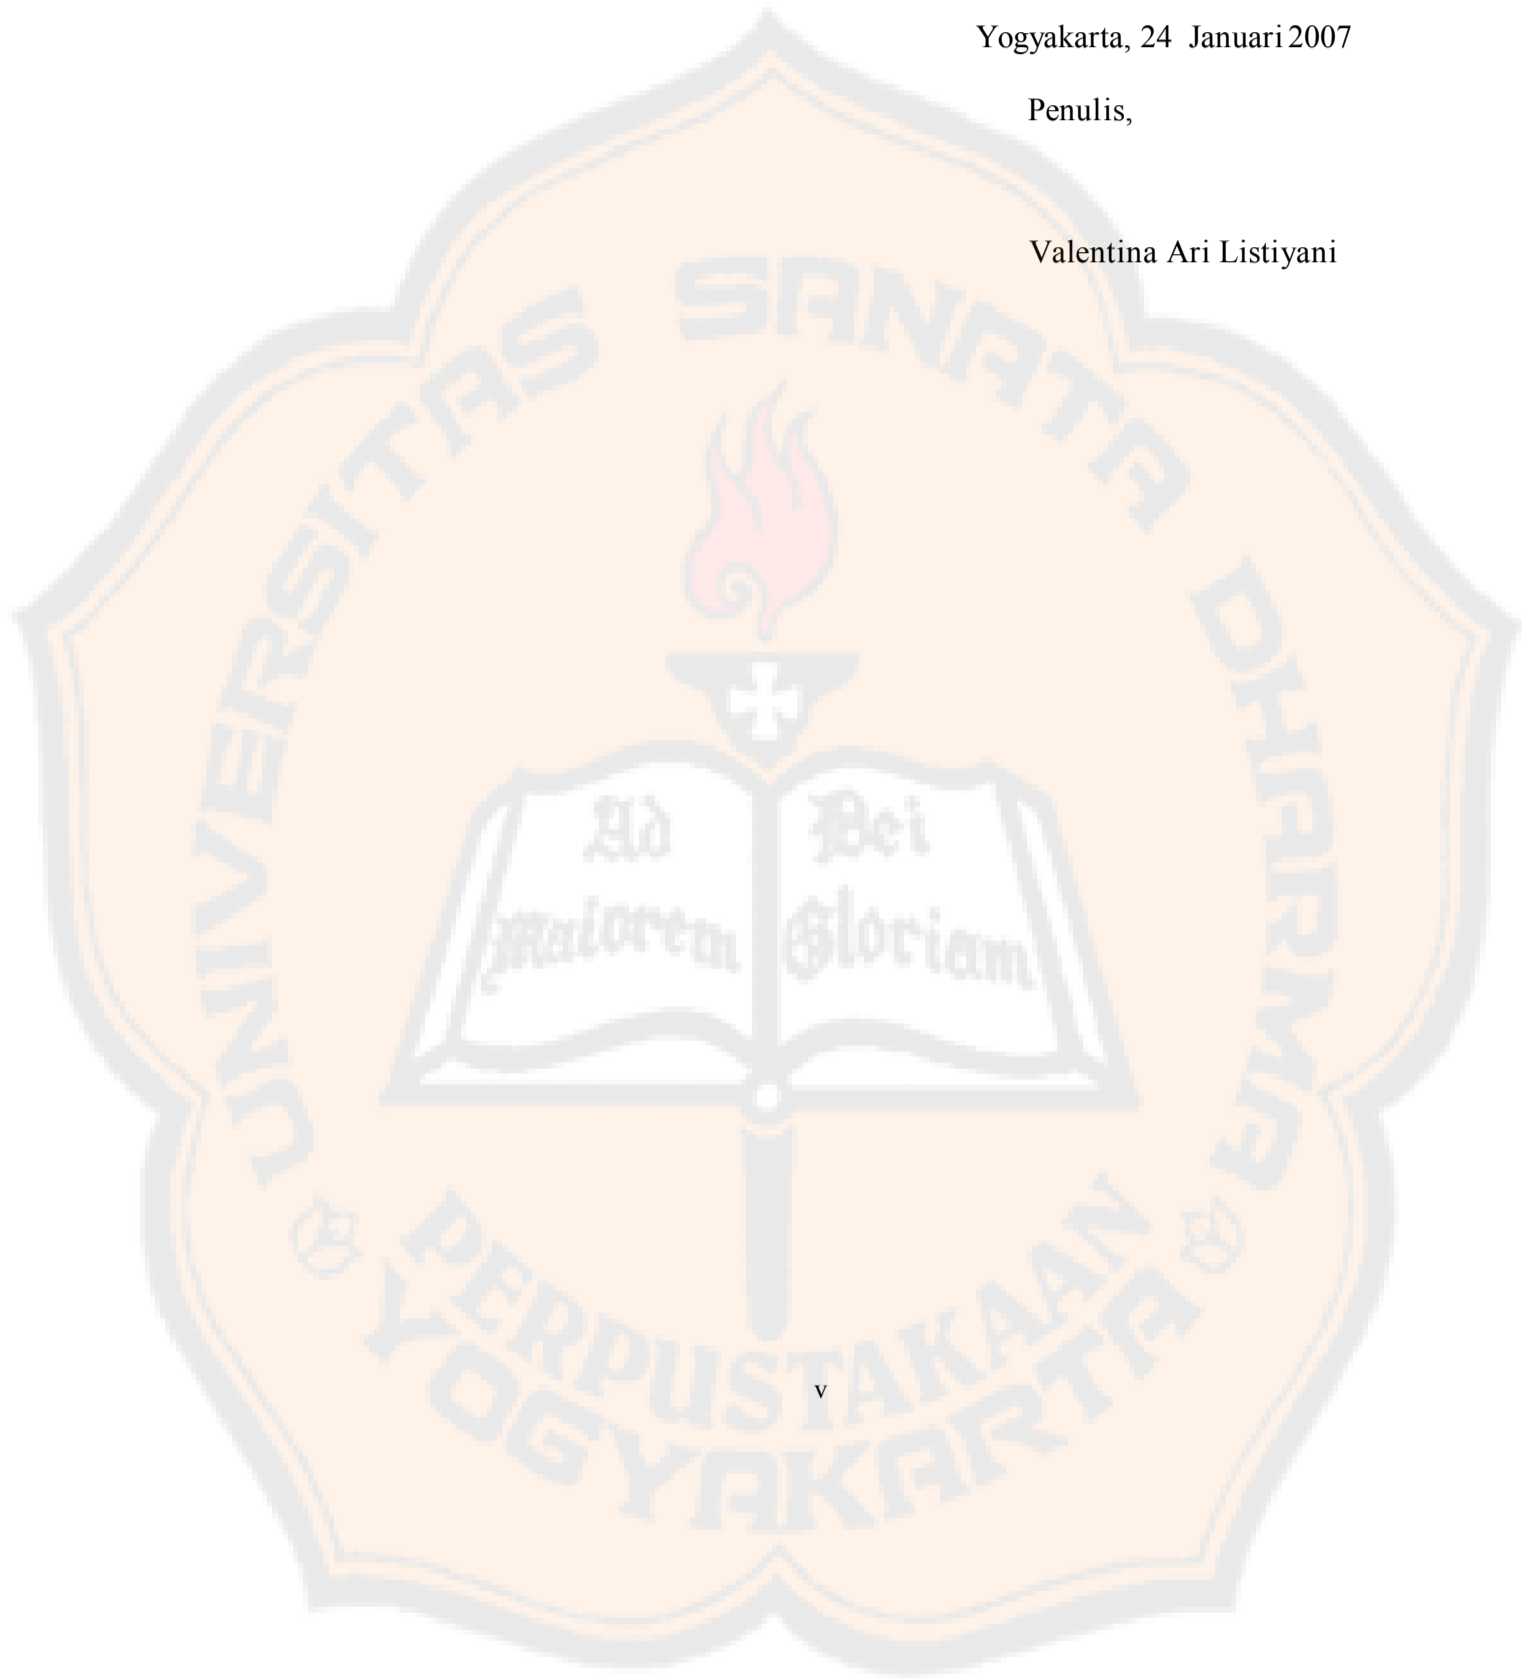 Yogyakarta, 24 Januari 2007
Penulis,
Valentina Ari Listiyani
UNIVERSITAS SANATA DHARMA
Ad
Maiorem
Dei
Gloriam
PERPUSTAKAAN
YOGYAKARTA
v